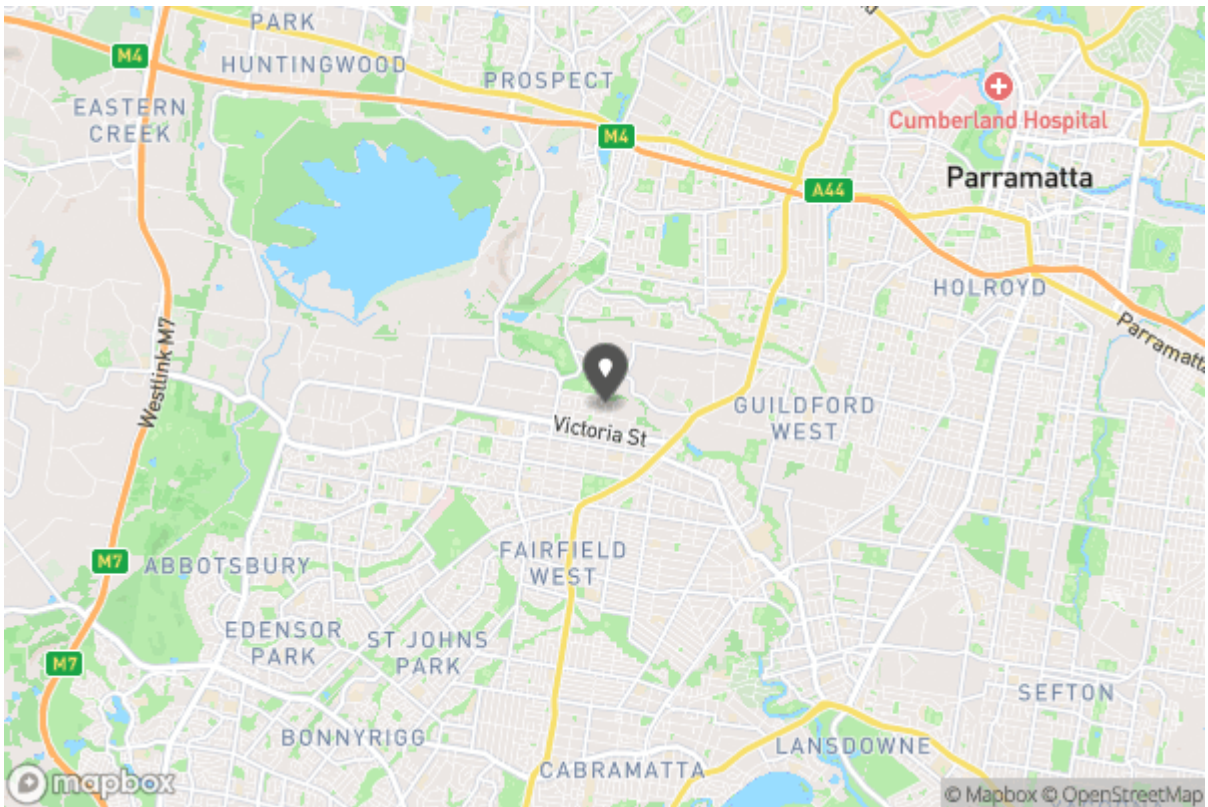 PARK
M4
HUNTINGWOOD
PROSPECT
EASTERN
CREEK
M4
Cumberland Hospital
Parramatta
A44
HOLROYD
Parramatta
Westlink M7
GUILDFORD
WEST
Victoria St
M7
ABBOTSBURY
FAIRFIELD
WEST
EDENSOR
PARK
ST JOHNS
PARK
M7
SEFTON
BONNYRIGG
LANSDOWNE
CABRAMATTA
mapbox
© Mapbox © OpenStreetMap